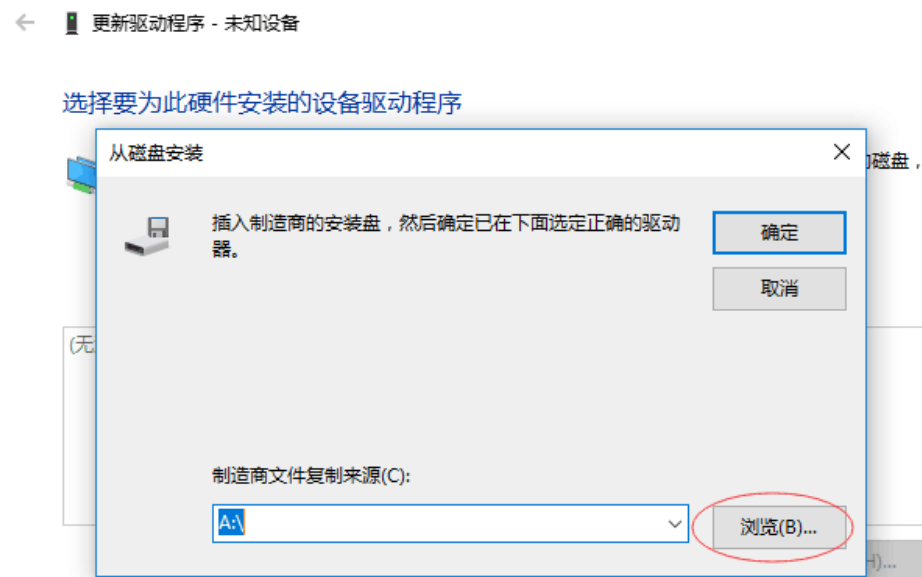 更新驱动程序 - 未知设备
选择要为此硬件安装的设备驱动程序
从磁盘安装
磁盘，
插入制造商的安装盘，然后确定已在下面选定正确的驱动
器。
确定
取消
(无
制造商文件复制来源(C):
A:\
浏览(B)...
H)...